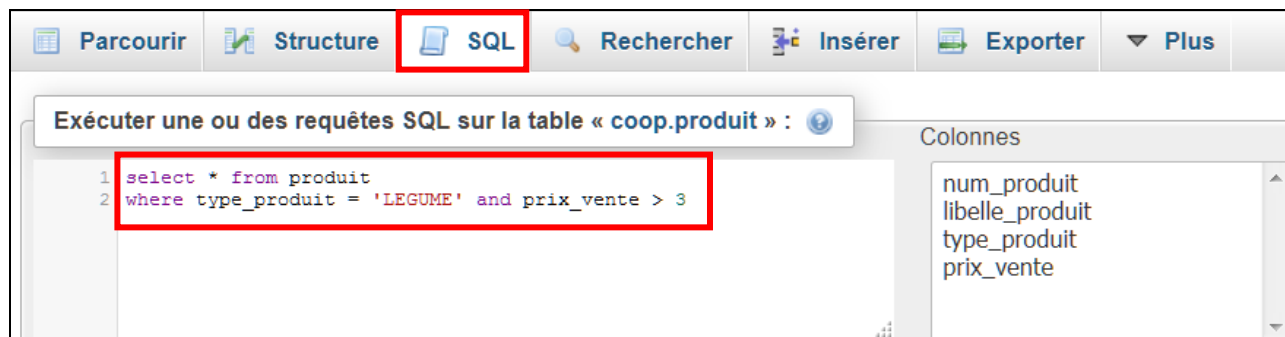 Parcourir Structure SQL Rechercher Insérer Exporter Plus
Exécuter une ou des requêtes SQL sur la table « coop.produit » :
Colonnes
1 select * from produit
2 where type_produit = 'LEGUME' and prix_vente > 3
num_produit
libelle_produit
type_produit
prix_vente